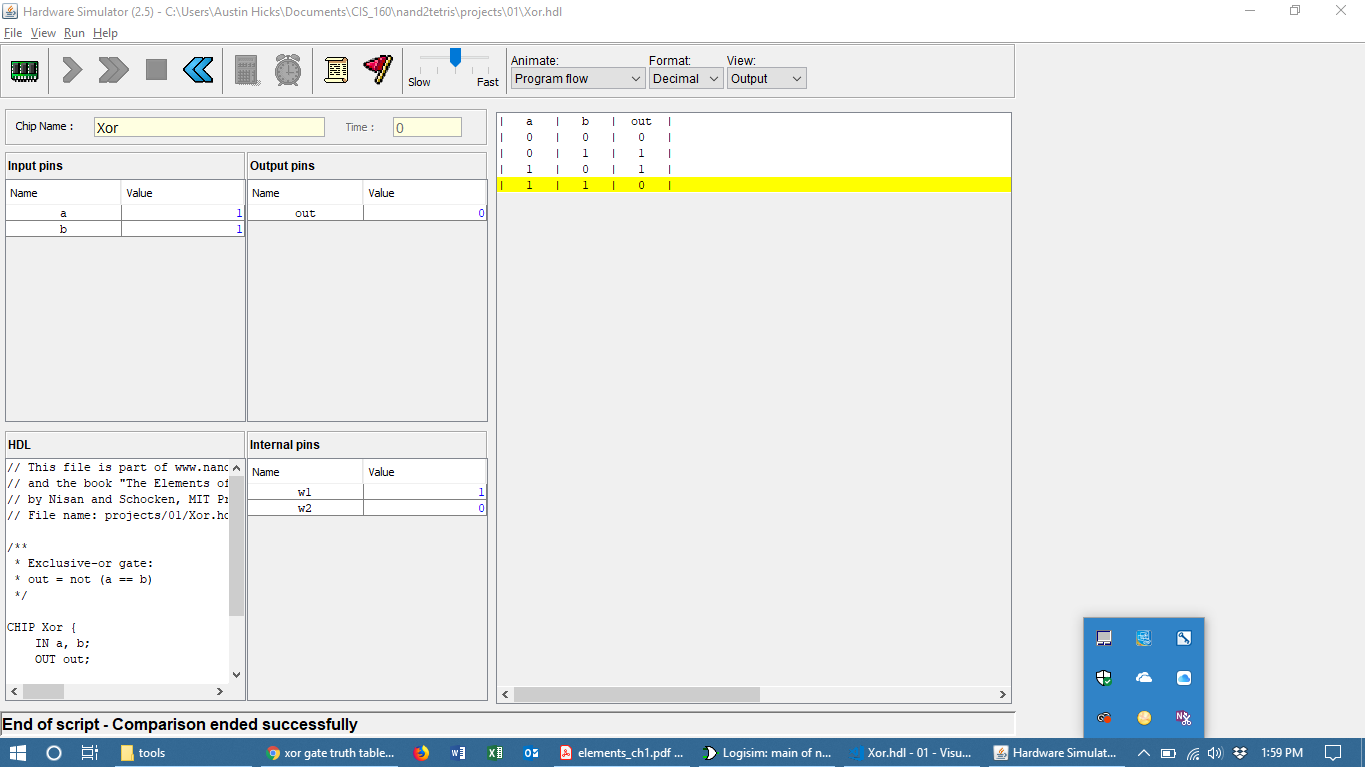 Hardware Simulator (2.5) - C:\Users\Austin Hicks\Documents\CIS_160\nand2tetris\projects\01\Xor.hdl
File View Run Help
Slow Fast
Animate: Format: View:
Program flow Decimal Output
Chip Name : Xor Time : 0
Input pins
Name Value
a 1
b 1
Output pins
Name Value
out 0
| a | b | out |
| 0 | 0 | 0 |
| 0 | 1 | 1 |
| 1 | 0 | 1 |
| 1 | 1 | 0 |
HDL
// This file is part of www.nand
// and the book "The Elements of
// by Nisan and Schocken, MIT Pr
// File name: projects/01/Xor.hd
/**
* Exclusive-or gate:
* out = not (a == b)
*/
CHIP Xor {
IN a, b;
OUT out;
Internal pins
Name Value
w1 1
w2 0
End of script - Comparison ended successfully
tools
xor gate truth table...
elements_ch1.pdf ...
Logisim: main of n...
Xor.hdl - 01 - Visu...
Hardware Simulat...
1:59 PM